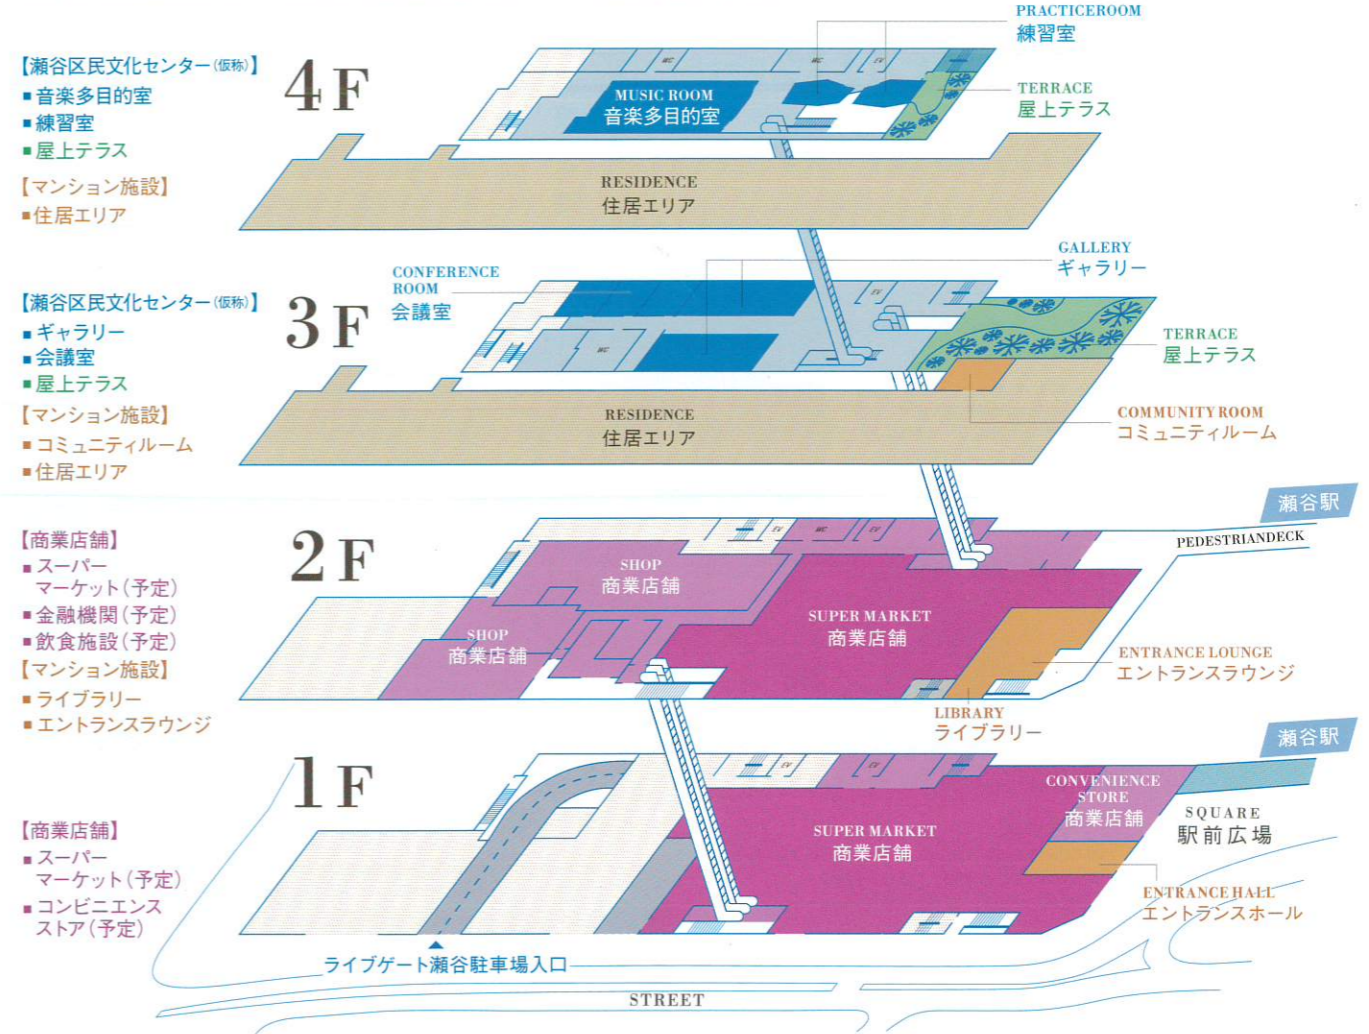 【瀬谷区民文化センター(仮称)】
■音楽多目的室
■練習室
■屋上テラス
【マンション施設】
■住居エリア
4F
PRACTICEROOM
練習室
WC
WC
EV
MUSIC ROOM
音楽多目的室
TERRACE
屋上テラス
RESIDENCE
住居エリア
【瀬谷区民文化センター(仮称)】
■ギャラリー
■会議室
■屋上テラス
【マンション施設】
■コミュニティルーム
■住居エリア
3F
CONFERENCE
ROOM
会議室
GALLERY
ギャラリー
EV
WC
TERRACE
屋上テラス
RESIDENCE
住居エリア
COMMUNITY ROOM
コミュニティルーム
【商業店舗】
■スーパー
マーケット(予定)
■金融機関(予定)
■飲食施設(予定)
【マンション施設】
■ライブラリー
■エントランスラウンジ
2F
瀬谷駅
PEDESTRIANDECK
EV
WC
EV
SHOP
商業店舗
SHOP
商業店舗
SUPER MARKET
商業店舗
ENTRANCE LOUNGE
エントランスラウンジ
LIBRARY
ライブラリー
【商業店舗】
■スーパー
マーケット(予定)
■コンビニエンス
ストア(予定)
1F
瀬谷駅
EV
EV
CONVENIENCE
STORE
商業店舗
SUPER MARKET
商業店舗
SQUARE
駅前広場
ENTRANCE HALL
エントランスホール
ライブゲート瀬谷駐車場入口
STREET